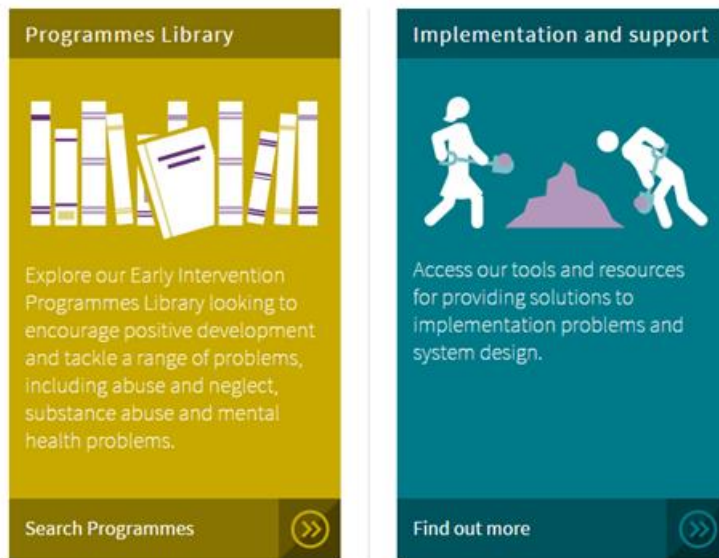 Programmes Library
Explore our Early Intervention
Programmes Library looking to
encourage positive development
and tackle a range of problems,
including abuse and neglect,
substance abuse and mental
health problems.
Search Programmes
Implementation and support
Access our tools and resources
for providing solutions to
implementation problems and
system design.
Find out more